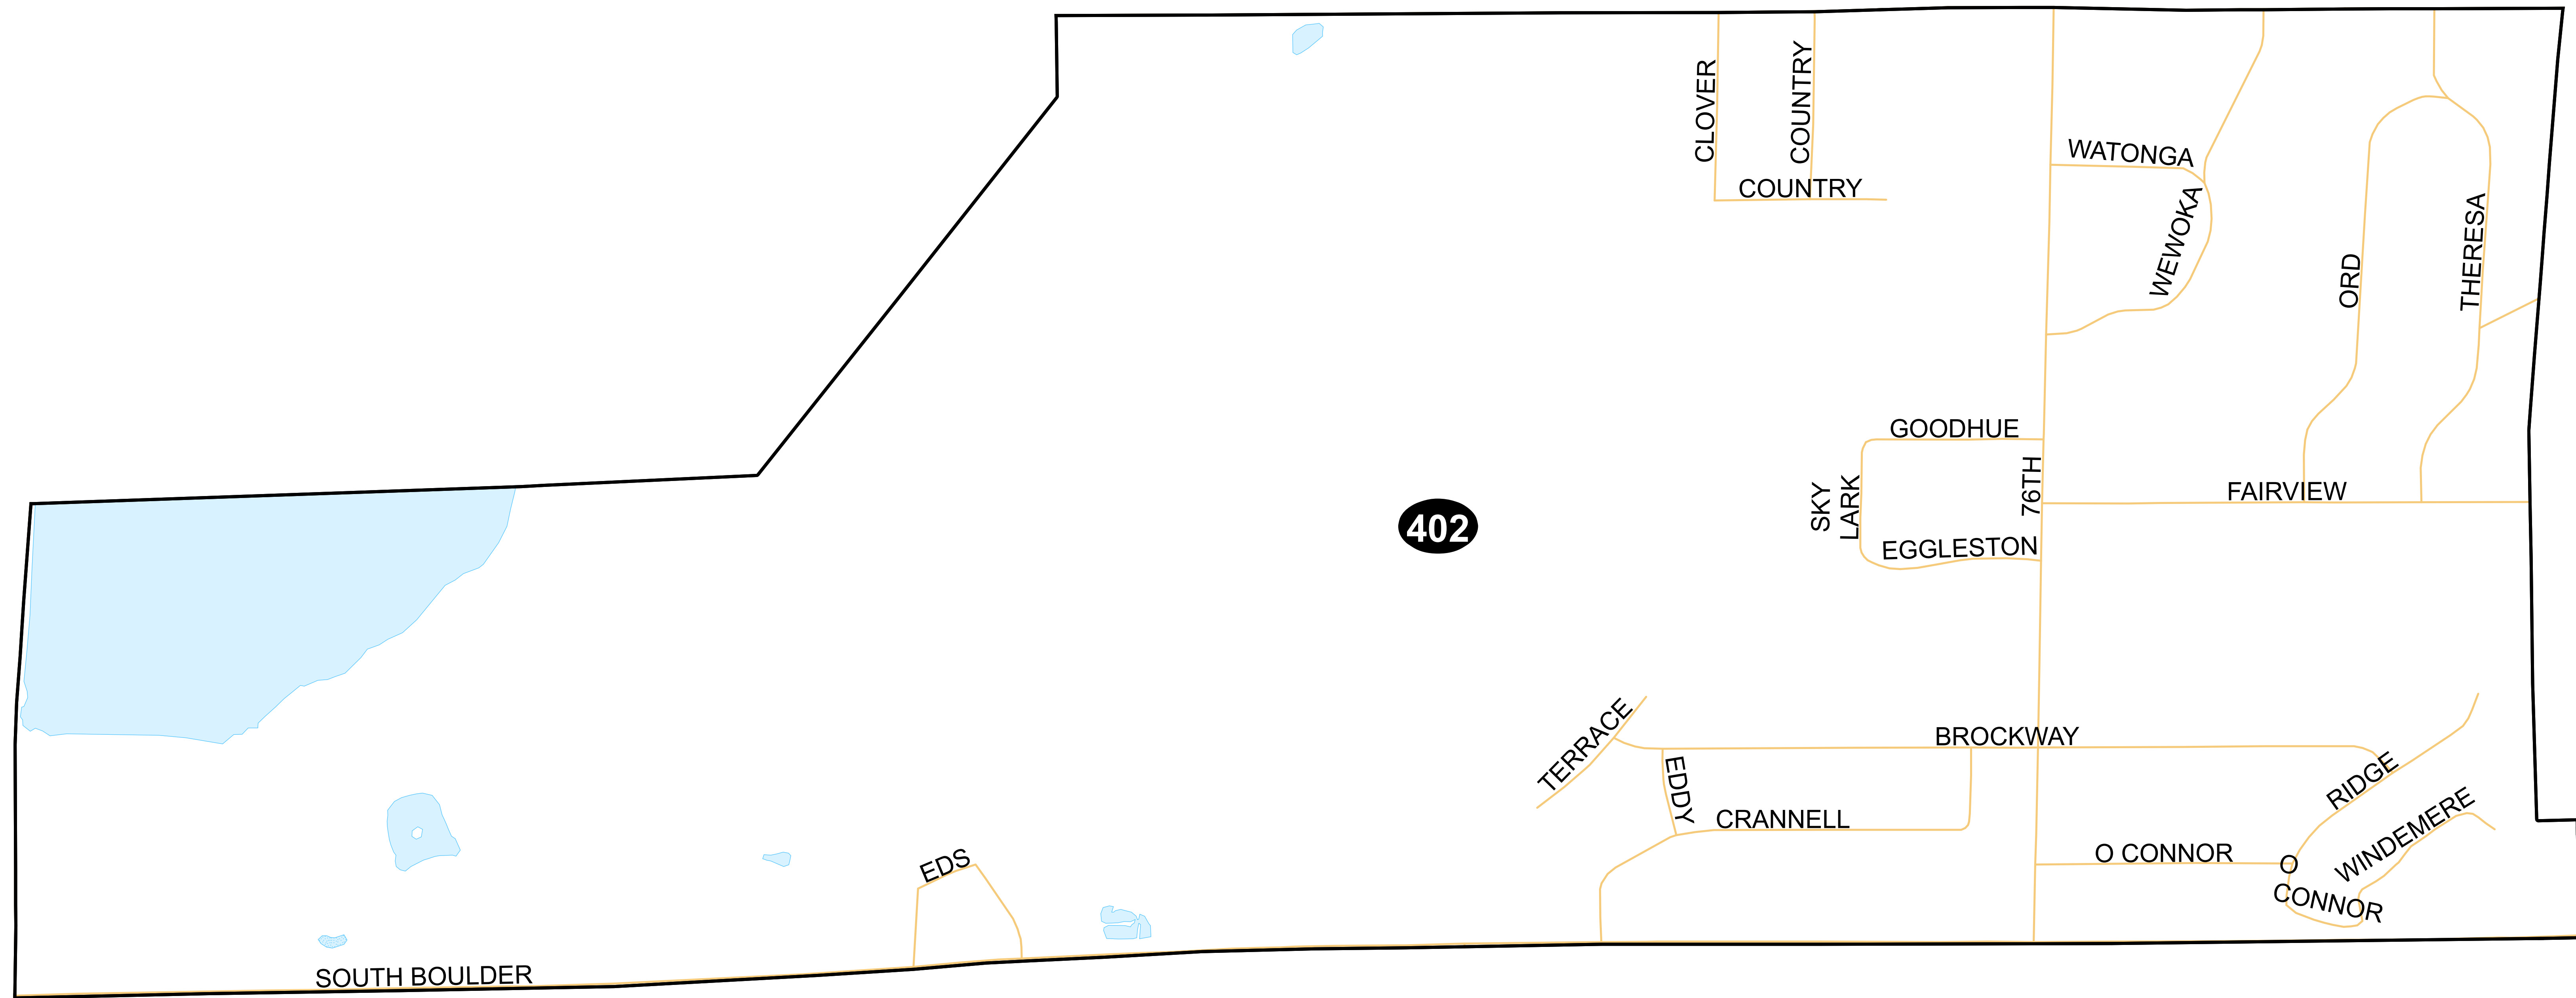 CLOVER
COUNTRY
COUNTRY
WATONGA
WEWOKA
ORD
THERESA
GOODHUE
SKY
LARK
76TH
FAIRVIEW
402
EGGLESTON
TERRACE
BROCKWAY
EDDY
RIDGE
CRANNELL
WINDEMERE
O CONNOR
O
CONNOR
EDS
SOUTH BOULDER